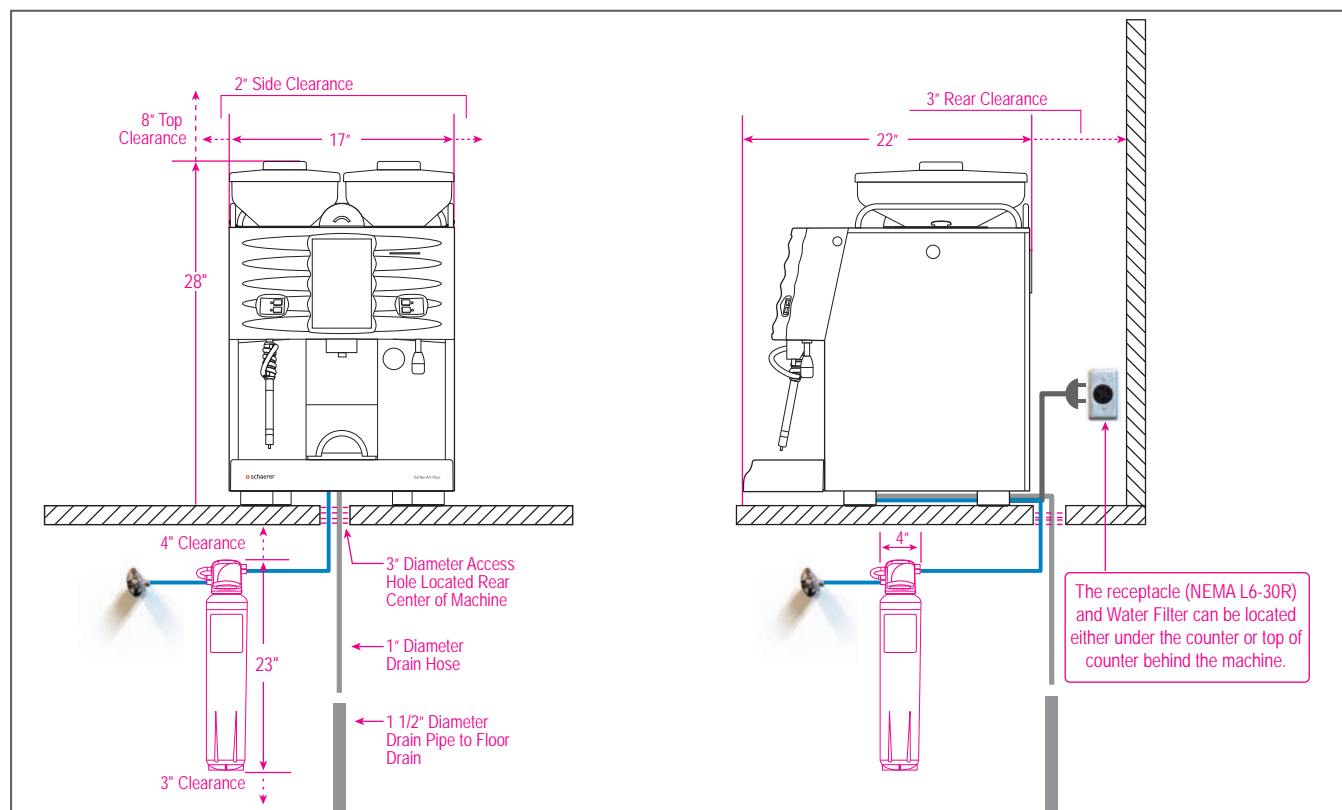 2" Side Clearance
8" Top
Clearance
17"
28"
schaerer
Coffee Art Plus
4" Clearance
23"
3" Clearance
3" Diameter Access
Hole Located Rear
Center of Machine
1" Diameter
Drain Hose
1 1/2" Diameter
Drain Pipe to Floor
Drain
3" Rear Clearance
22"
4"
The receptacle (NEMA L6-30R)
and Water Filter can be located
either under the counter or top of
counter behind the machine.